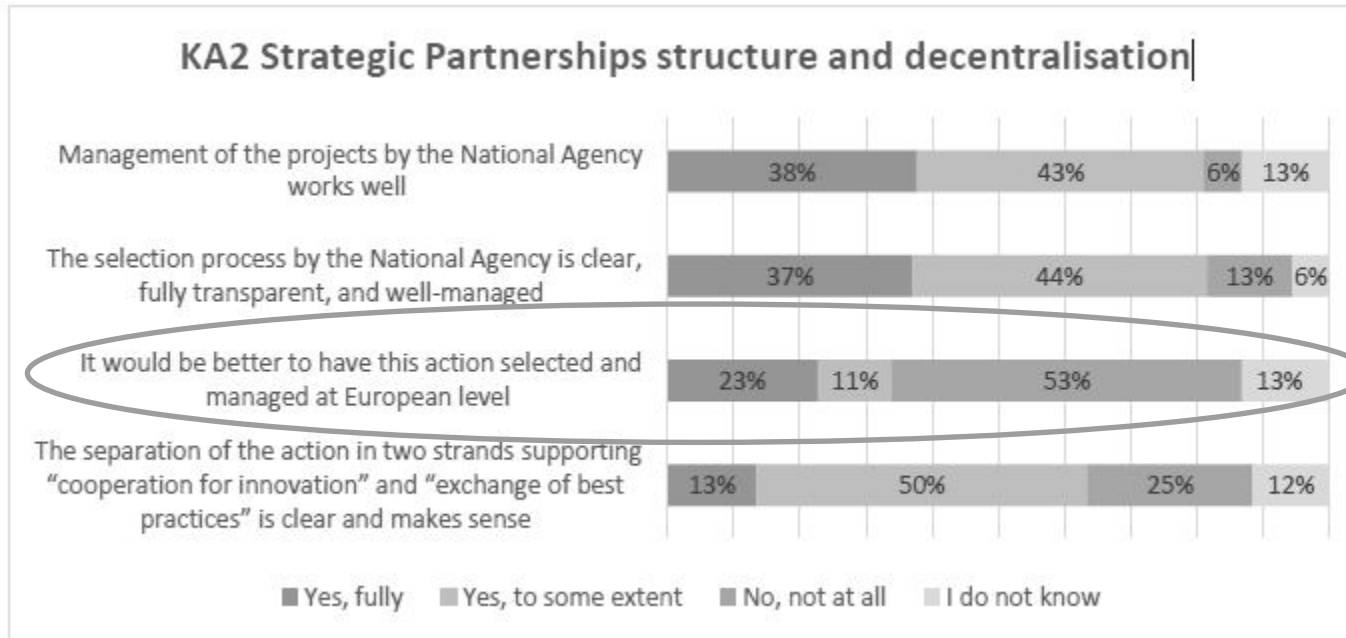 KA2 Strategic Partnerships structure and decentralisation
Management of the projects by the National Agency
works well
38% 43% 6% 13%
The selection process by the National Agency is clear,
fully transparent, and well-managed
37% 44% 13% 6%
It would be better to have this action selected and
managed at European level
23% 11% 53% 13%
The separation of the action in two strands supporting
“cooperation for innovation” and “exchange of best
practices” is clear and makes sense
13% 50% 25% 12%
Yes, fully Yes, to some extent No, not at all I do not know